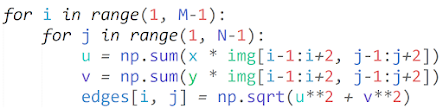 for i in range(1, M-1):
    for j in range(1, N-1):
        u = np.sum(x * img[i-1:i+2, j-1:j+2])
        v = np.sum(y * img[i-1:i+2, j-1:j+2])
        edges[i, j] = np.sqrt(u**2 + v**2)